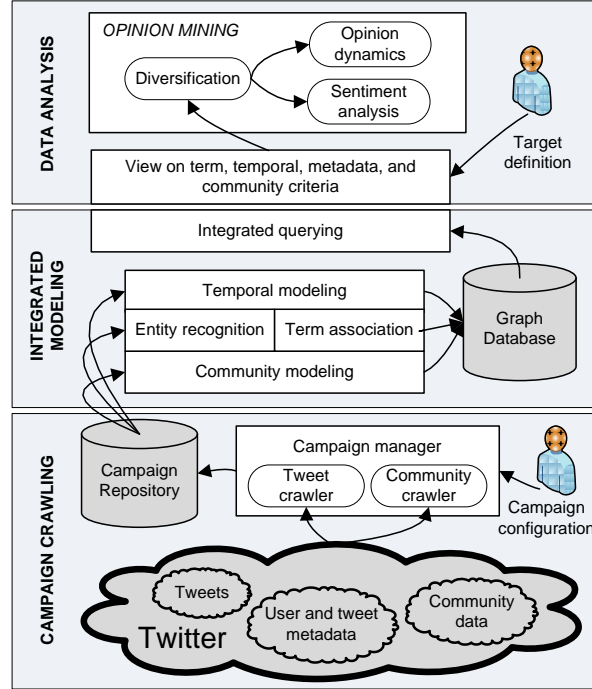 DATA ANALYSIS
OPINION MINING
Opinion
dynamics
Diversification
Sentiment
analysis
Target
definition
View on term, temporal, metadata, and
community criteria
INTEGRATED
MODELING
Integrated querying
Temporal modeling
Entity recognition
Term association
Community modeling
Graph
Database
CAMPAIGN CRAWLING
Campaign
Repository
Campaign manager
Tweet
crawler
Community
crawler
Campaign
configuration
Tweets
User and tweet
metadata
Community
data
Twitter